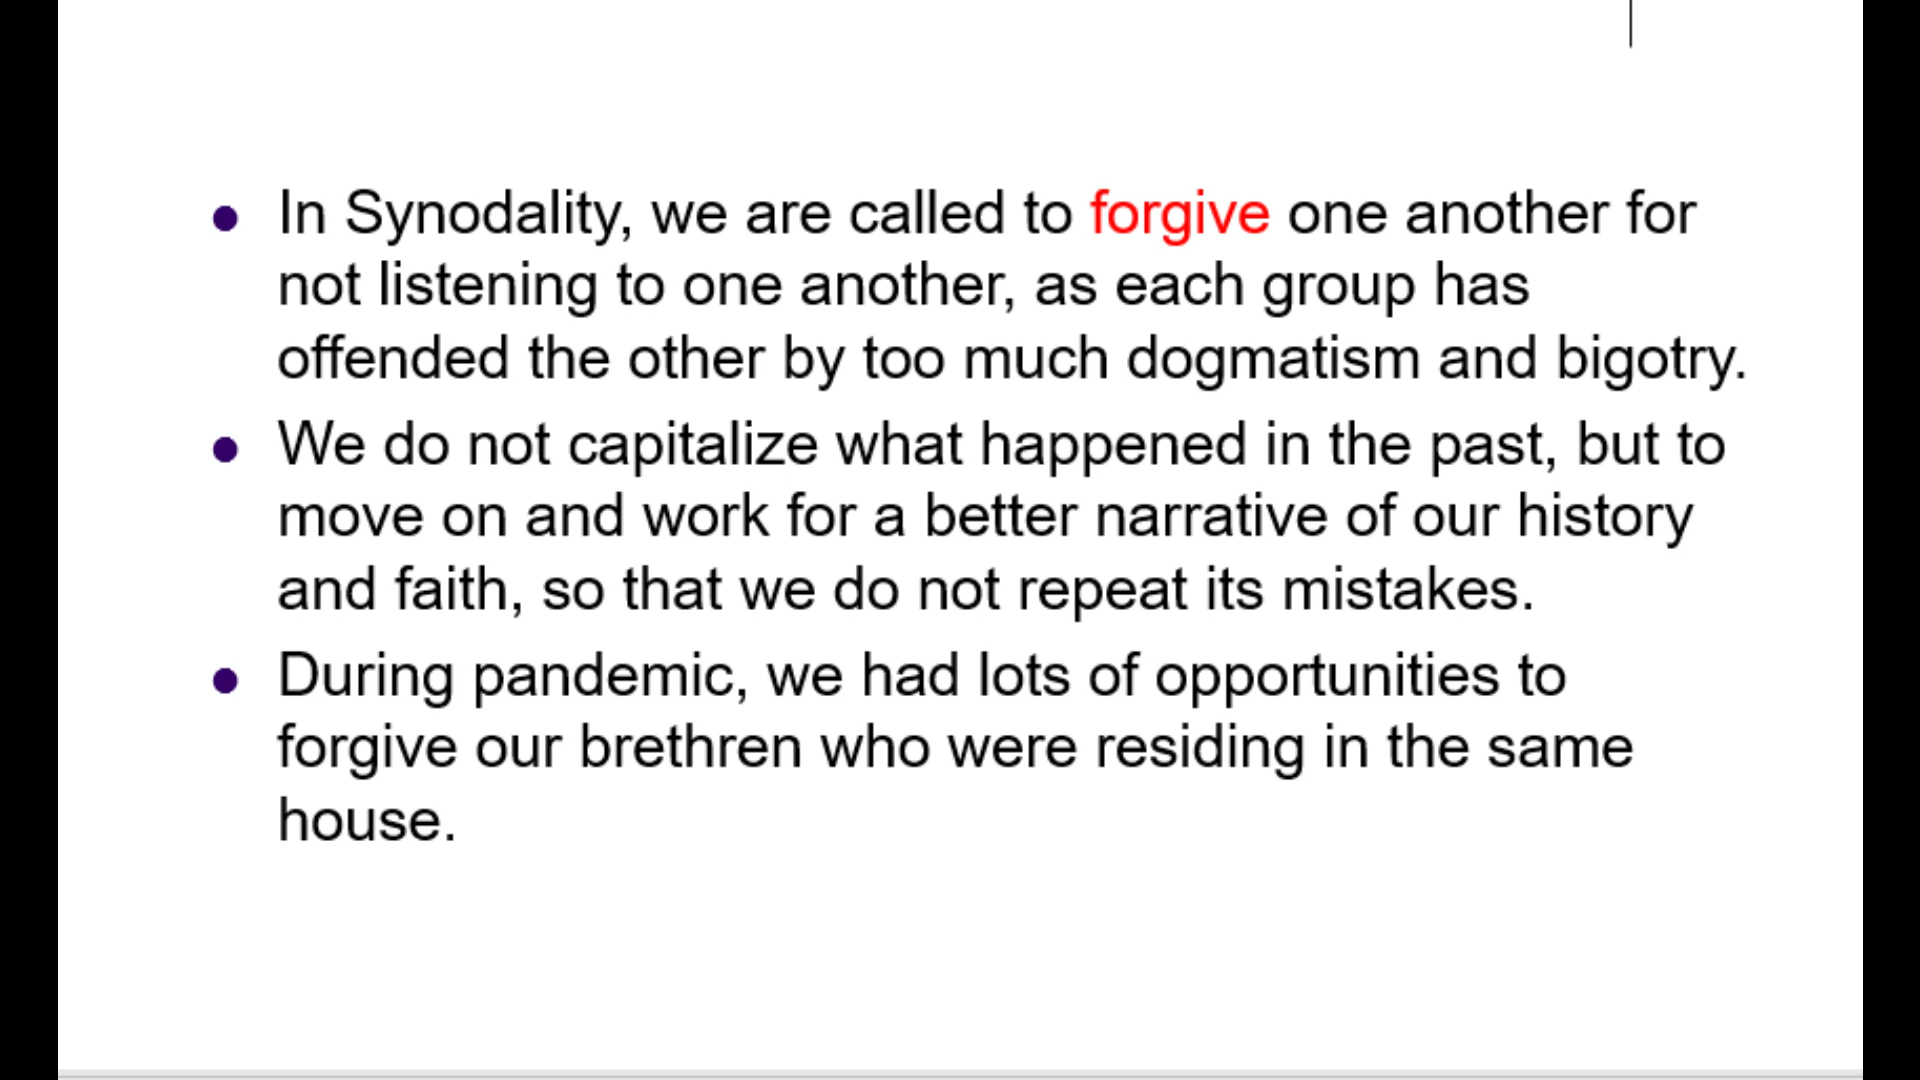 • In Synodality, we are called to forgive one another for
not listening to one another, as each group has
offended the other by too much dogmatism and bigotry.
• We do not capitalize what happened in the past, but to
move on and work for a better narrative of our history
and faith, so that we do not repeat its mistakes.
• During pandemic, we had lots of opportunities to
forgive our brethren who were residing in the same
house.